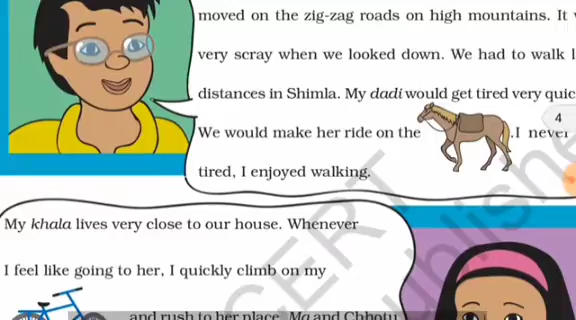 moved on the zig-zag roads on high mountains. It
very scray when we looked down. We had to walk
distances in Shimla. My dadi would get tired very quic
4
We would make her ride on the .I never
tired, I enjoyed walking.
My khala lives very close to our house. Whenever
I feel like going to her, I quickly climb on my
and rush to her place. Ma and Chhotu